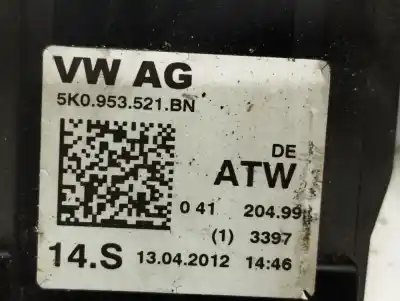 VW AG
5K0.953.521.BN
DE
ATW
0 41 204.99
(1) 3397
14.S 13.04.2012 14:46